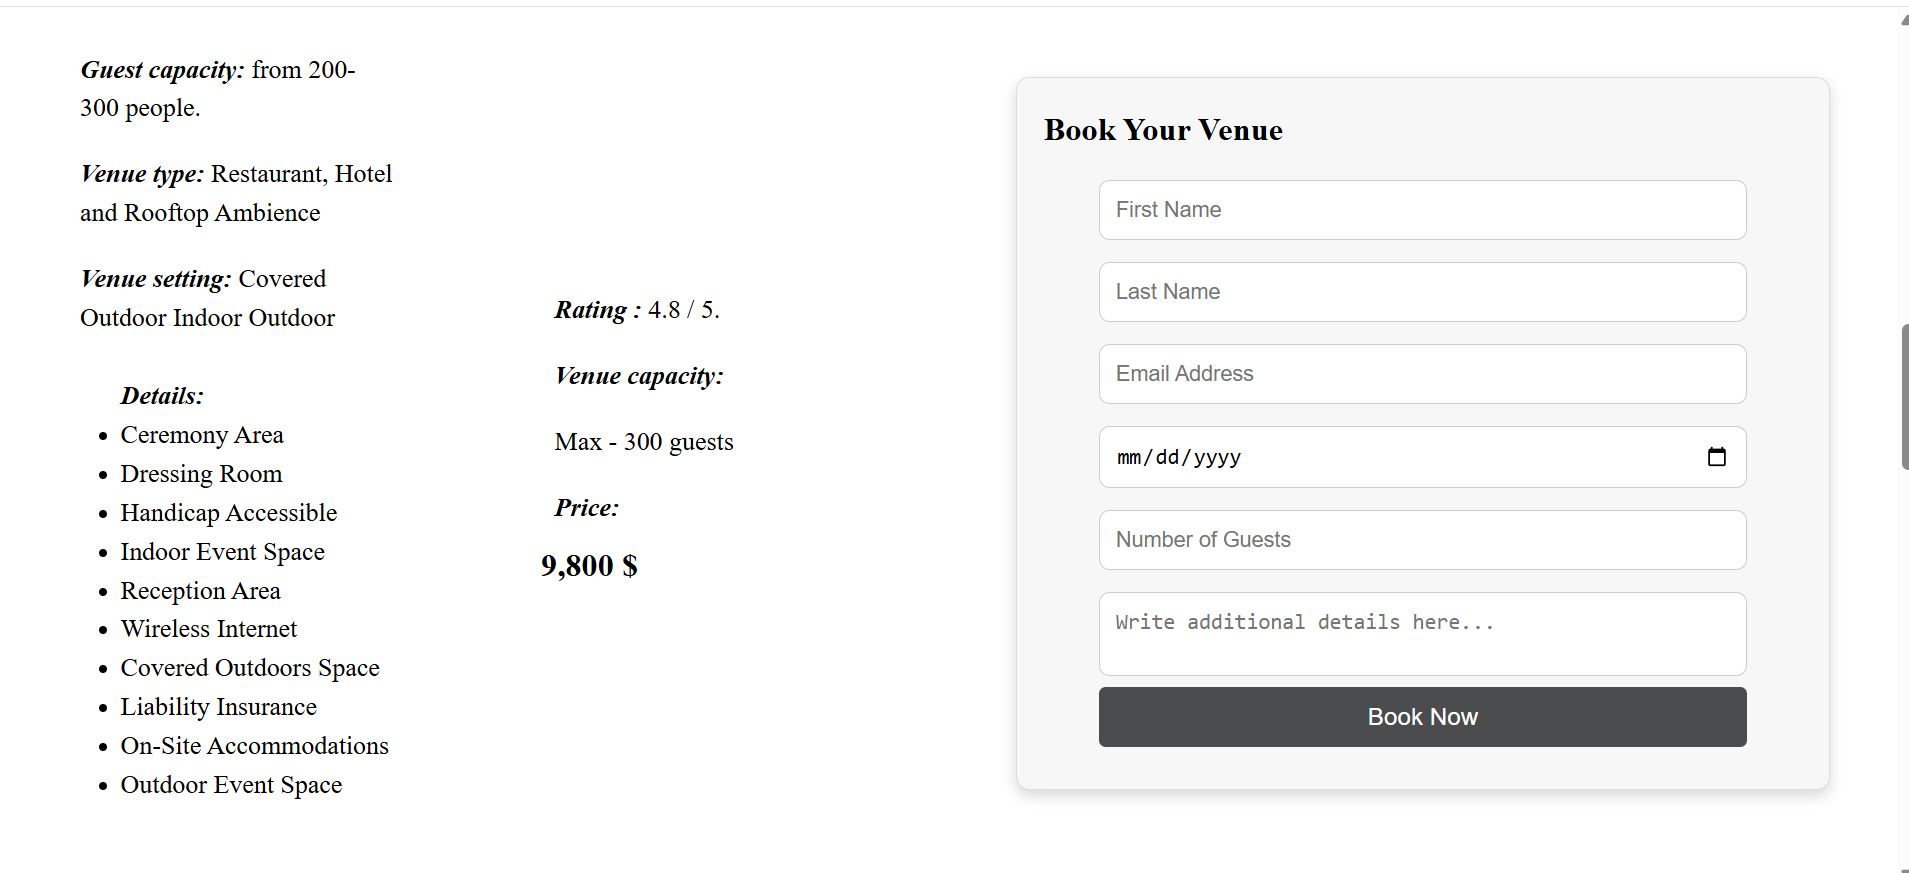 Guest capacity: from 200-
300 people.
Venue type: Restaurant, Hotel
and Rooftop Ambience
Venue setting: Covered
Outdoor Indoor Outdoor
Details:
Ceremony Area
Dressing Room
Handicap Accessible
Indoor Event Space
Reception Area
Wireless Internet
Covered Outdoors Space
Liability Insurance
On-Site Accommodations
Outdoor Event Space
Rating : 4.8 / 5.
Venue capacity:
Max - 300 guests
Price:
9,800 $
Book Your Venue
First Name
Last Name
Email Address
mm/dd/yyyy
Number of Guests
Write additional details here...
Book Now